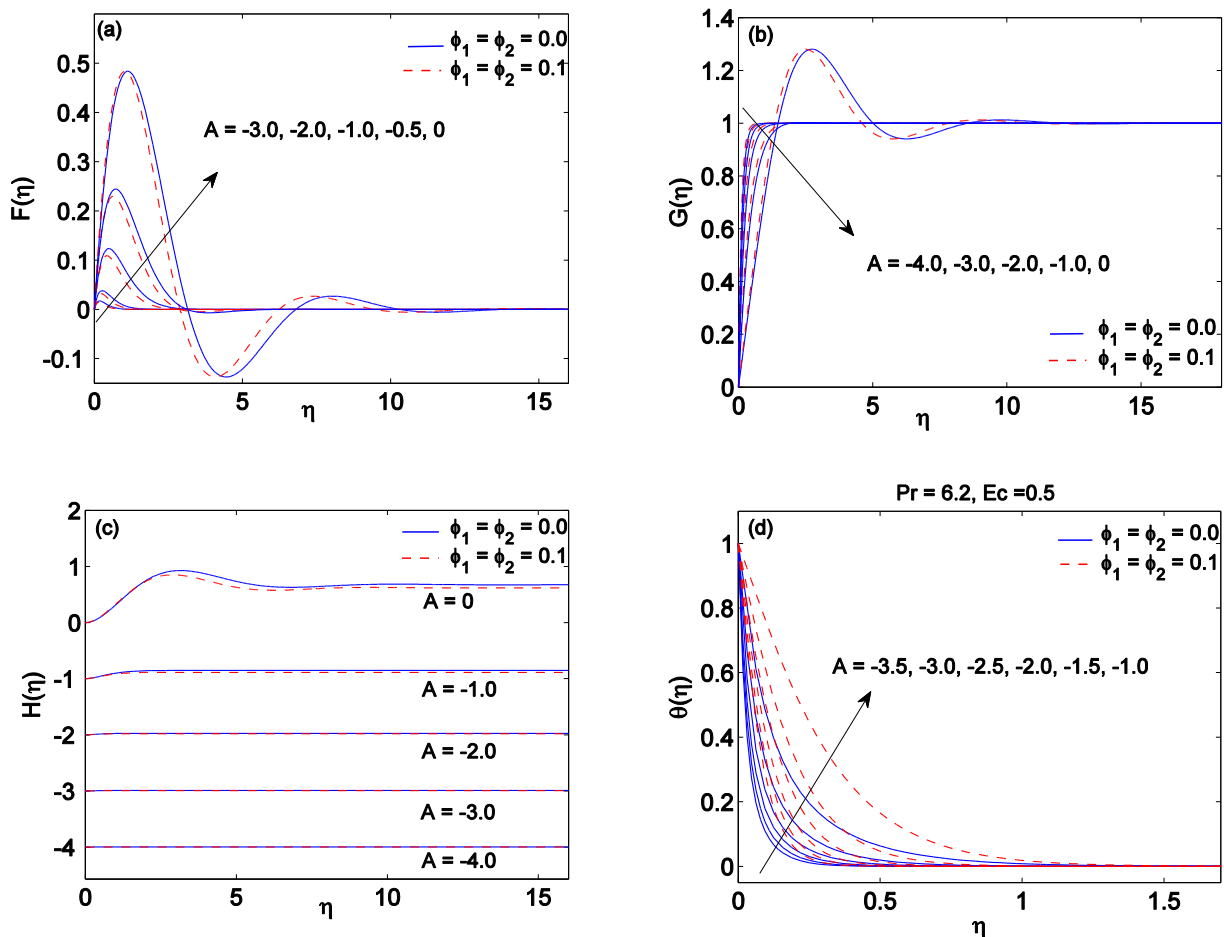 (a)
ϕ1 = ϕ2 = 0.0
ϕ1 = ϕ2 = 0.1
A = -3.0, -2.0, -1.0, -0.5, 0
F(η)
0.5
0.4
0.3
0.2
0.1
0
-0.1
0 5 10 15
η
(b)
A = -4.0, -3.0, -2.0, -1.0, 0
ϕ1 = ϕ2 = 0.0
ϕ1 = ϕ2 = 0.1
G(η)
1.4
1.2
1
0.8
0.6
0.4
0.2
0
0 5 10 15
η
(c)
ϕ1 = ϕ2 = 0.0
ϕ1 = ϕ2 = 0.1
A = 0
A = -1.0
A = -2.0
A = -3.0
A = -4.0
H(η)
2
1
0
-1
-2
-3
-4
0 5 10 15
η
Pr = 6.2, Ec =0.5
(d)
ϕ1 = ϕ2 = 0.0
ϕ1 = ϕ2 = 0.1
A = -3.5, -3.0, -2.5, -2.0, -1.5, -1.0
θ(η)
1
0.8
0.6
0.4
0.2
0
0 0.5 1 1.5
η